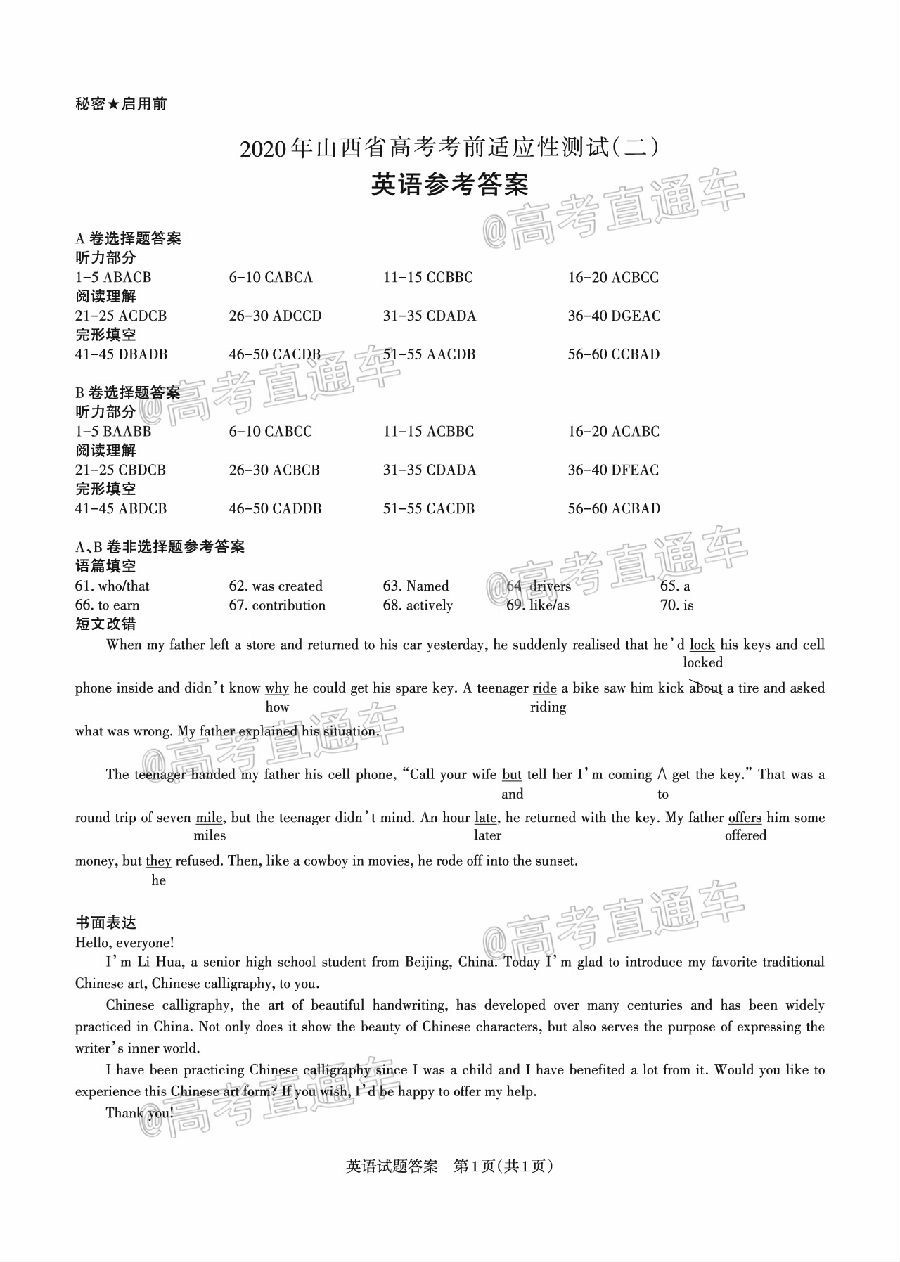 秘密★启用前
2020年山西省高考考前适应性测试(二)
英语参考答案
@高考直通车
A卷选择题答案
听力部分
1-5 ABACB 6-10 CABCA 11-15 CCBBC 16-20 ACBCC
阅读理解
21-25 ACDCB 26-30 ADCCD 31-35 CDADA 36-40 DGEAC
完形填空
41-45 DBADB 46-50 CACDB 51-55 AACDB 56-60 CCBAD
@高考直通车
B卷选择题答案
听力部分
1-5 BAABB 6-10 CABCC 11-15 ACBBC 16-20 ACABC
阅读理解
21-25 CBDCB 26-30 ACBCB 31-35 CDADA 36-40 DFEAC
完形填空
41-45 ABDCB 46-50 CADDB 51-55 CACDB 56-60 ACBAD
A、B卷非选择题参考答案
@高考直通车
语篇填空
61. who/that 62. was created 63. Named 64. drivers 65. a
66. to earn 67. contribution 68. actively 69. like/as 70. is
短文改错
When my father left a store and returned to his car yesterday, he suddenly realised that he'd lock his keys and cell
locked
phone inside and didn't know why he could get his spare key. A teenager ride a bike saw him kick about a tire and asked
how riding
what was wrong. My father explained his situation.
@高考直通车
The teenager handed my father his cell phone, “Call your wife but tell her I'm coming ∧ get the key.” That was a
and to
round trip of seven mile, but the teenager didn't mind. An hour late, he returned with the key. My father offers him some
miles later offered
money, but they refused. Then, like a cowboy in movies, he rode off into the sunset.
he
@高考直通车
书面表达
Hello, everyone!
I'm Li Hua, a senior high school student from Beijing, China. Today I'm glad to introduce my favorite traditional
Chinese art, Chinese calligraphy, to you.
Chinese calligraphy, the art of beautiful handwriting, has developed over many centuries and has been widely
practiced in China. Not only does it show the beauty of Chinese characters, but also serves the purpose of expressing the
writer's inner world.
I have been practicing Chinese calligraphy since I was a child and I have benefited a lot from it. Would you like to
experience this Chinese art form? If you wish, I'd be happy to offer my help.
Thank you!
@高考直通车
英语试题答案 第1页(共1页)